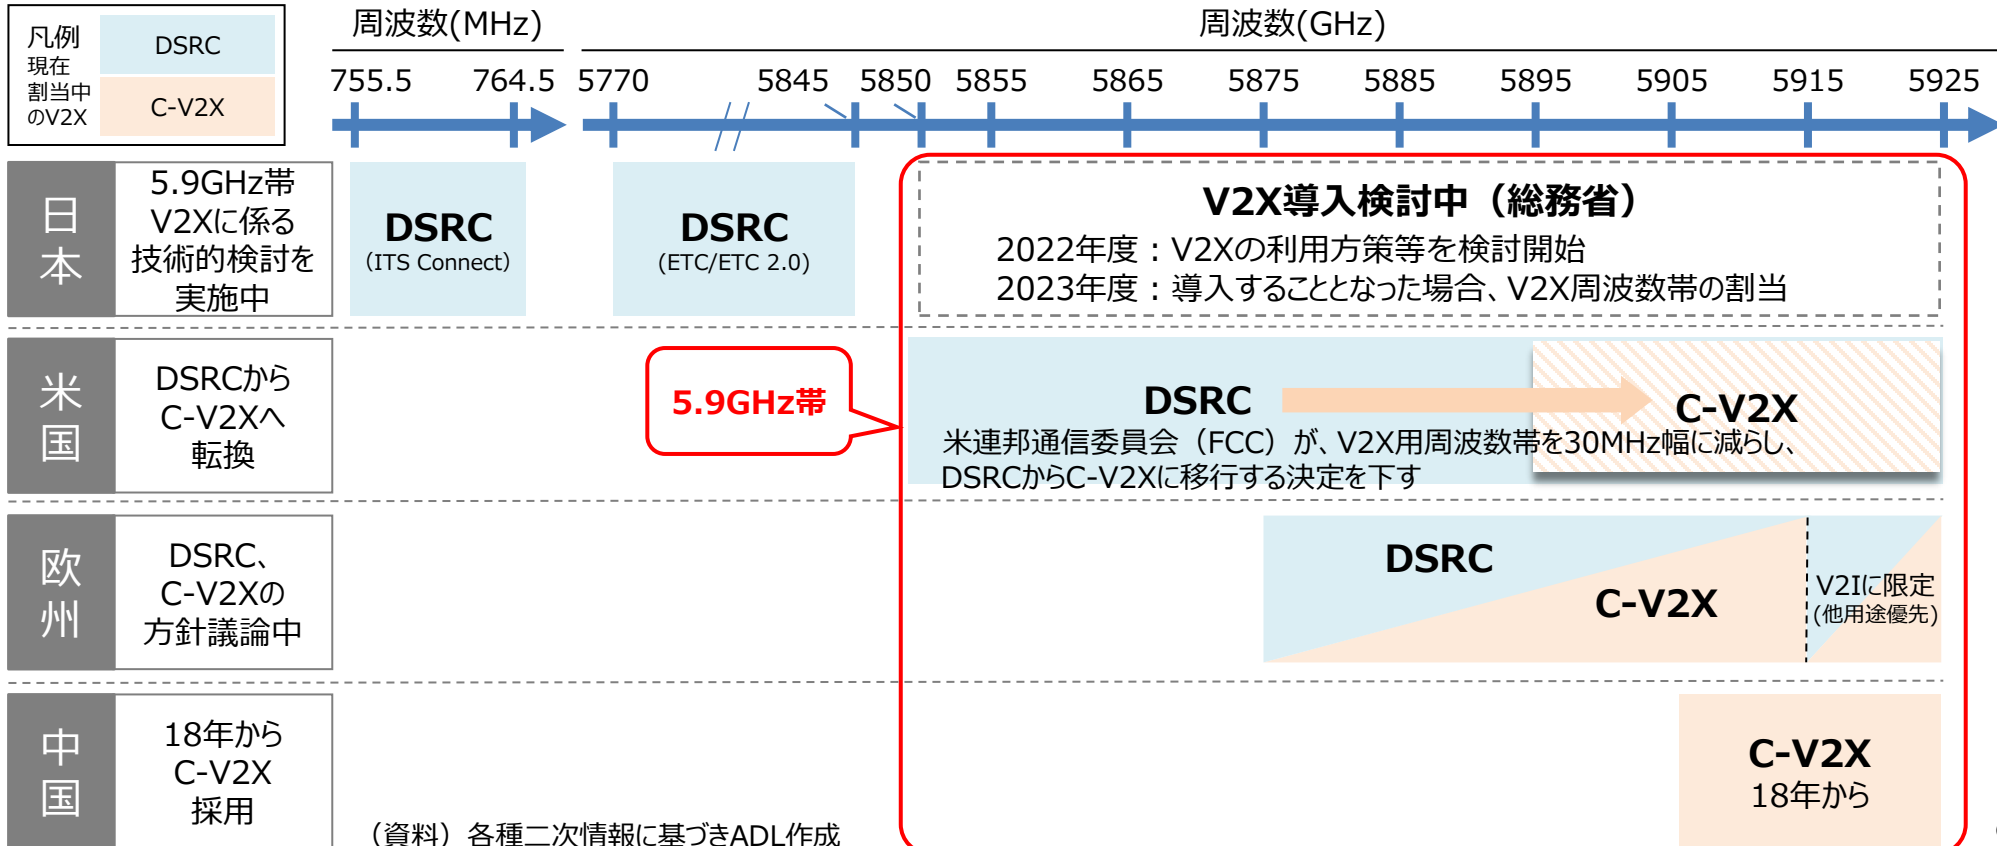 凡例
現在
割当中
のV2X
DSRC
C-V2X
周波数(MHz)
周波数(GHz)
755.5
764.5
5770
5845
5850
5855
5865
5875
5885
5895
5905
5915
5925
日本
5.9GHz帯
V2Xに係る
技術的検討を
実施中
DSRC
(ITS Connect)
DSRC
(ETC/ETC 2.0)
V2X導入検討中（総務省）
2022年度：V2Xの利用方策等を検討開始
2023年度：導入することとなった場合、V2X周波数帯の割当
米国
DSRCから
C-V2Xへ
転換
5.9GHz帯
DSRC
C-V2X
米連邦通信委員会（FCC）が、V2X用周波数帯を30MHz幅に減らし、
DSRCからC-V2Xに移行する決定を下す
欧州
DSRC、
C-V2Xの
方針議論中
DSRC
C-V2X
V2Iに限定
(他用途優先)
中国
18年から
C-V2X
採用
C-V2X
18年から
（資料）各種二次情報に基づきADL作成